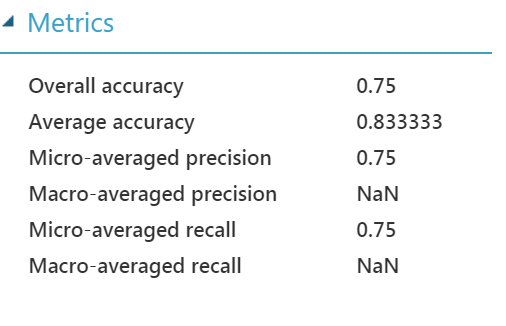 Metrics
Overall accuracy 0.75
Average accuracy 0.833333
Micro-averaged precision 0.75
Macro-averaged precision NaN
Micro-averaged recall 0.75
Macro-averaged recall NaN